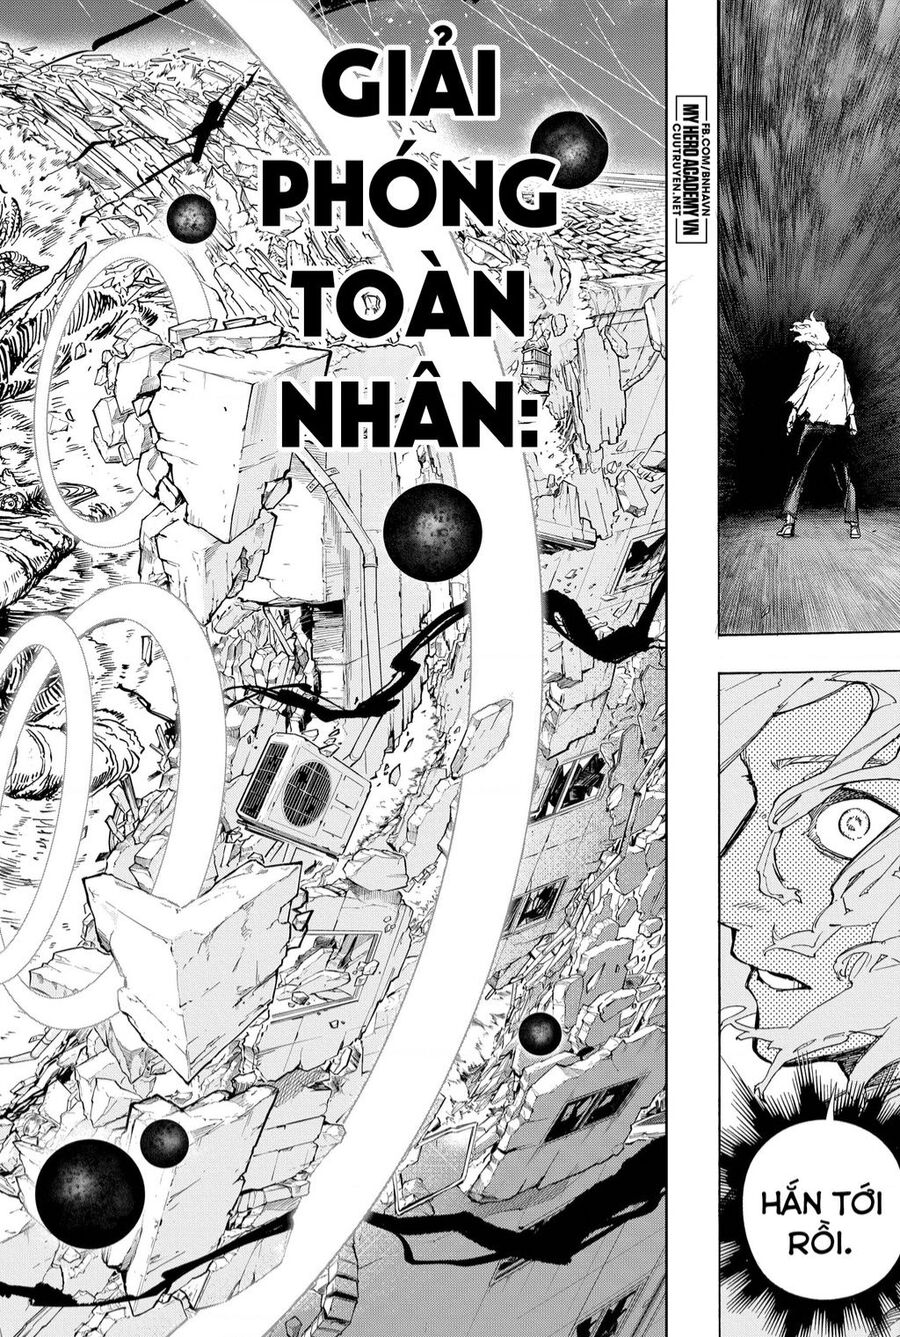 GIẢI
PHÓNG
TOÀN
NHÂN:
FB.COM/BNHAVN
MY HERO ACADEMY VN
CUUTRUYEN.NET
HẮN TỚI
RỒI.